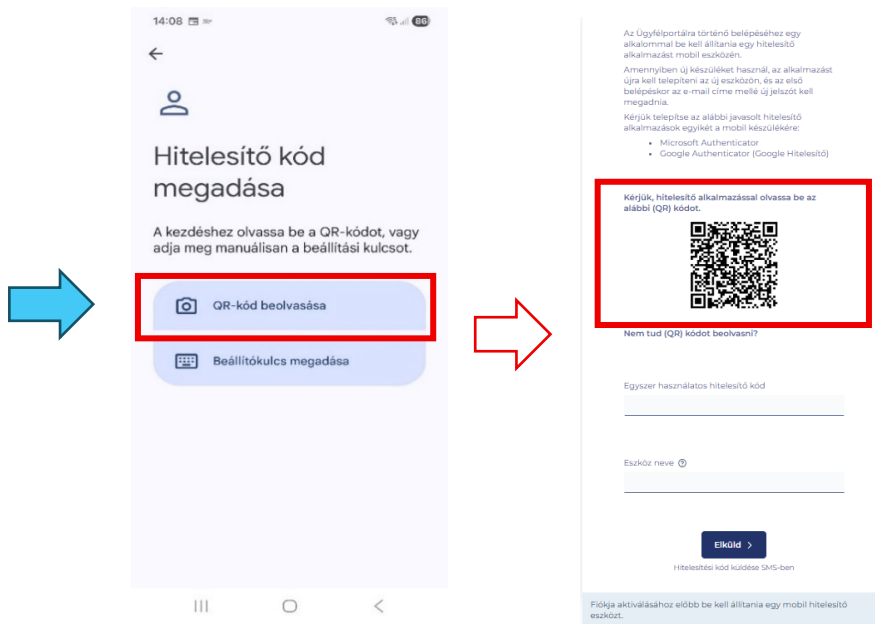 14:08
86
Hitelesítő kód
megadása
A kezdéshez olvassa be a QR-kódot, vagy
adja meg manuálisan a beállítási kulcsot.
QR-kód beolvasása
Beállítókulcs megadása
Az Ügyfélportálra történő belépéséhez egy
alkalommal be kell állítania egy hitelesítő
alkalmazást mobil eszközén.
Amennyiben új készüléket használ, az alkalmazást
újra kell telepíteni az új eszközön, és az első
belépéskor az e-mail címe mellé új jelszót kell
megadnia.
Kérjük telepítse az alábbi javasolt hitelesítő
alkalmazások egyikét a mobil készülékére:
• Microsoft Authenticator
• Google Authenticator (Google Hitelesítő)
Kérjük, hitelesítő alkalmazással olvassa be az
alábbi (QR) kódot.
Nem tud (QR) kódot beolvasni?
Egyszer használatos hitelesítő kód
Eszköz neve ?
Elküld >
Hitelesítési kód küldése SMS-ben
Fiókja aktiválásához előbb be kell állítania egy mobil hitelesítő
eszközt.